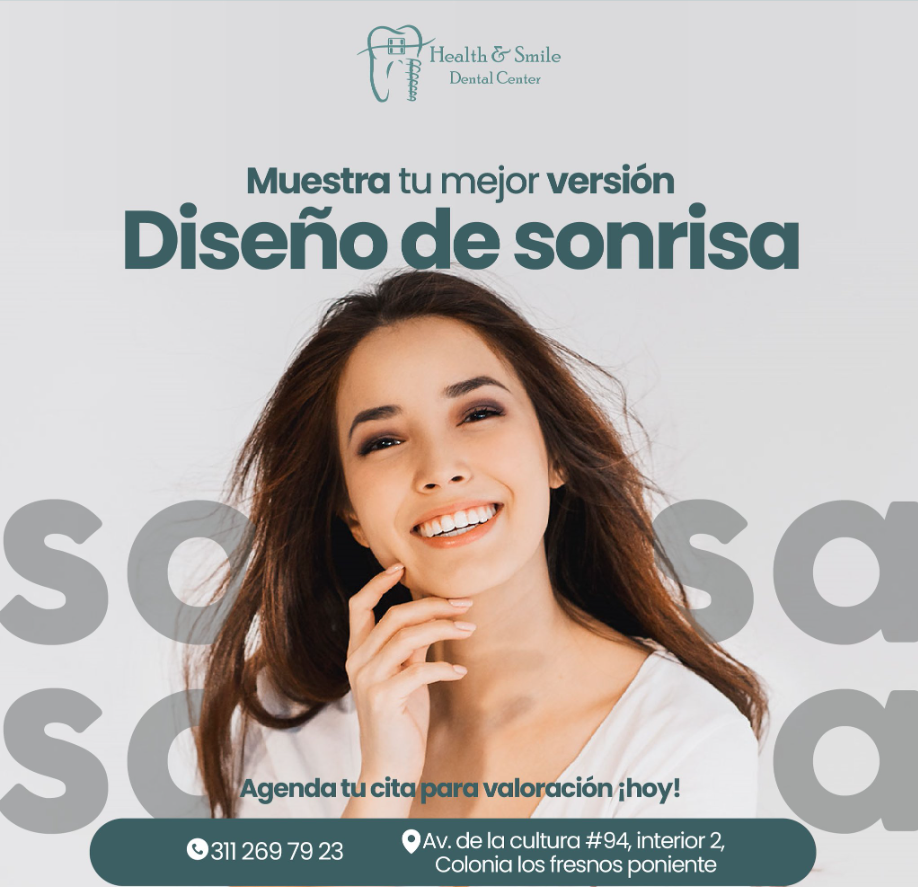 Health & Smile
Dental Center
Muestra tu mejor versión
Diseño de sonrisa
so sa
so a
Agenda tu cita para valoración ¡hoy!
311 269 79 23
Av. de la cultura #94, interior 2,
Colonia los fresnos poniente